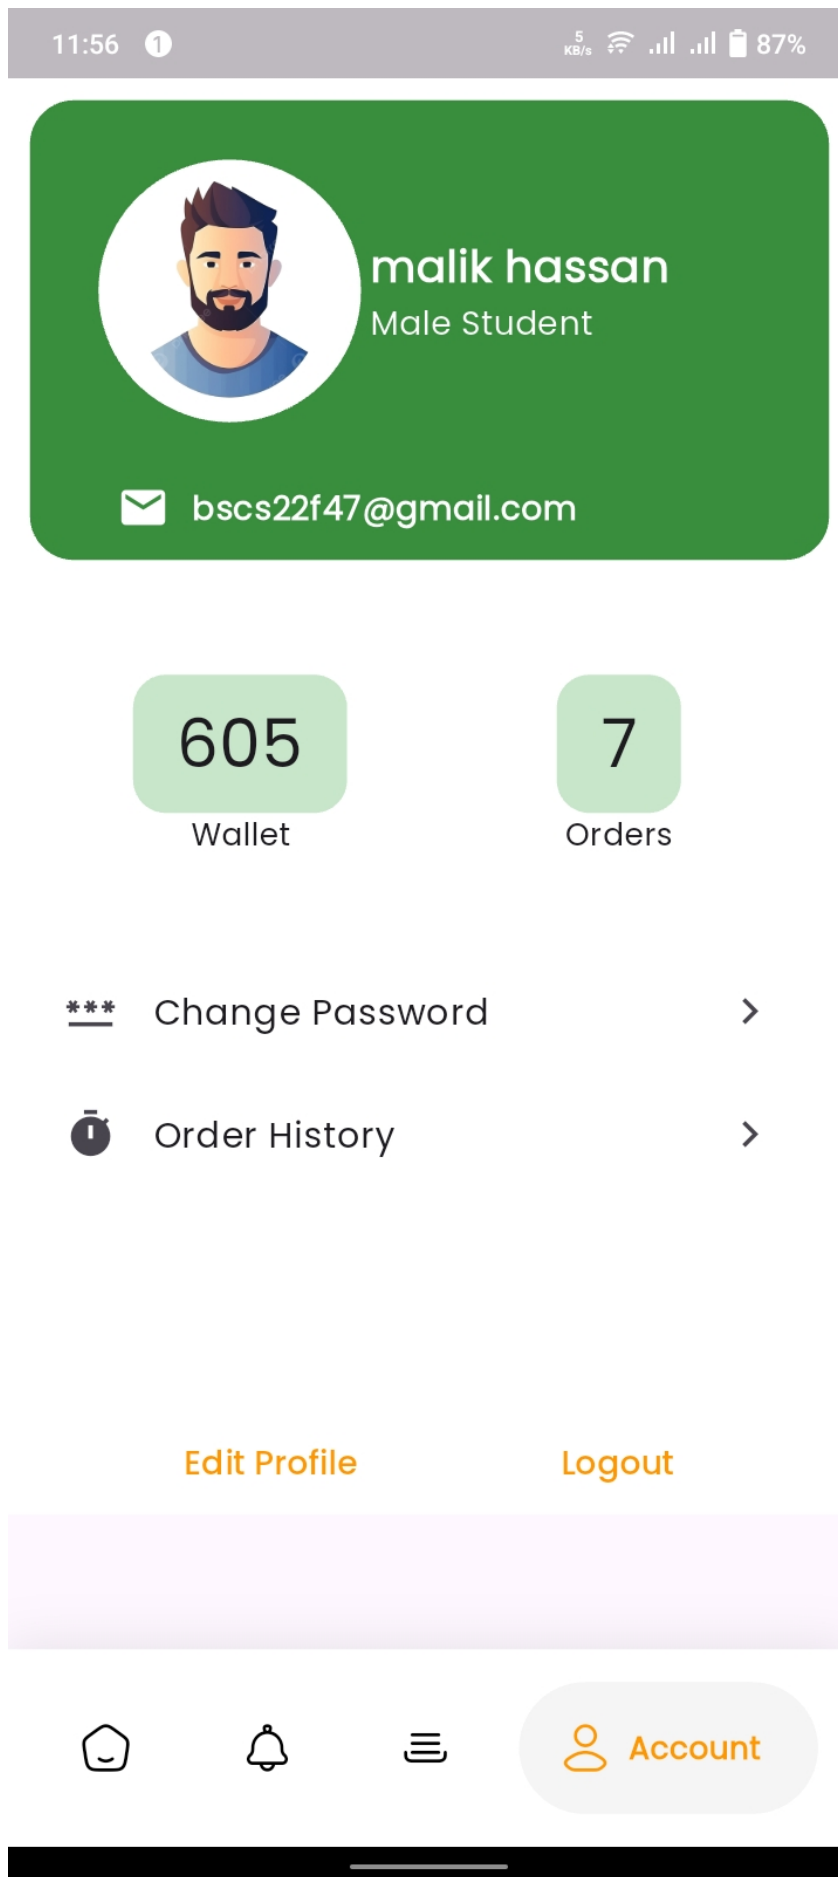 11:56 1 5 KB/s 87%
malik hassan
Male Student
bscs22f47@gmail.com
605 7
Wallet Orders
*** Change Password
Order History
Edit Profile Logout
Account